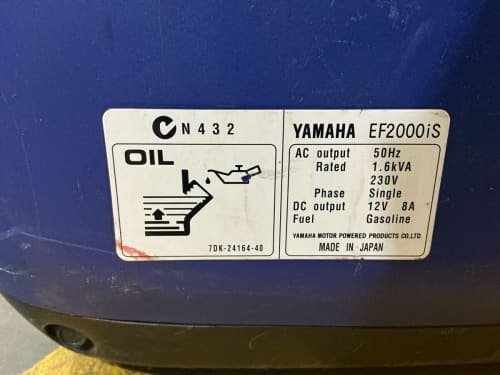 N432
OIL
7DK-24164-40
YAMAHA EF2000iS
AC output 50Hz
Rated 1.6kVA
230V
Phase Single
DC output 12V 8A
Fuel Gasoline
YAMAHA MOTOR POWERED PRODUCTS CO.,LTD.
MADE IN JAPAN